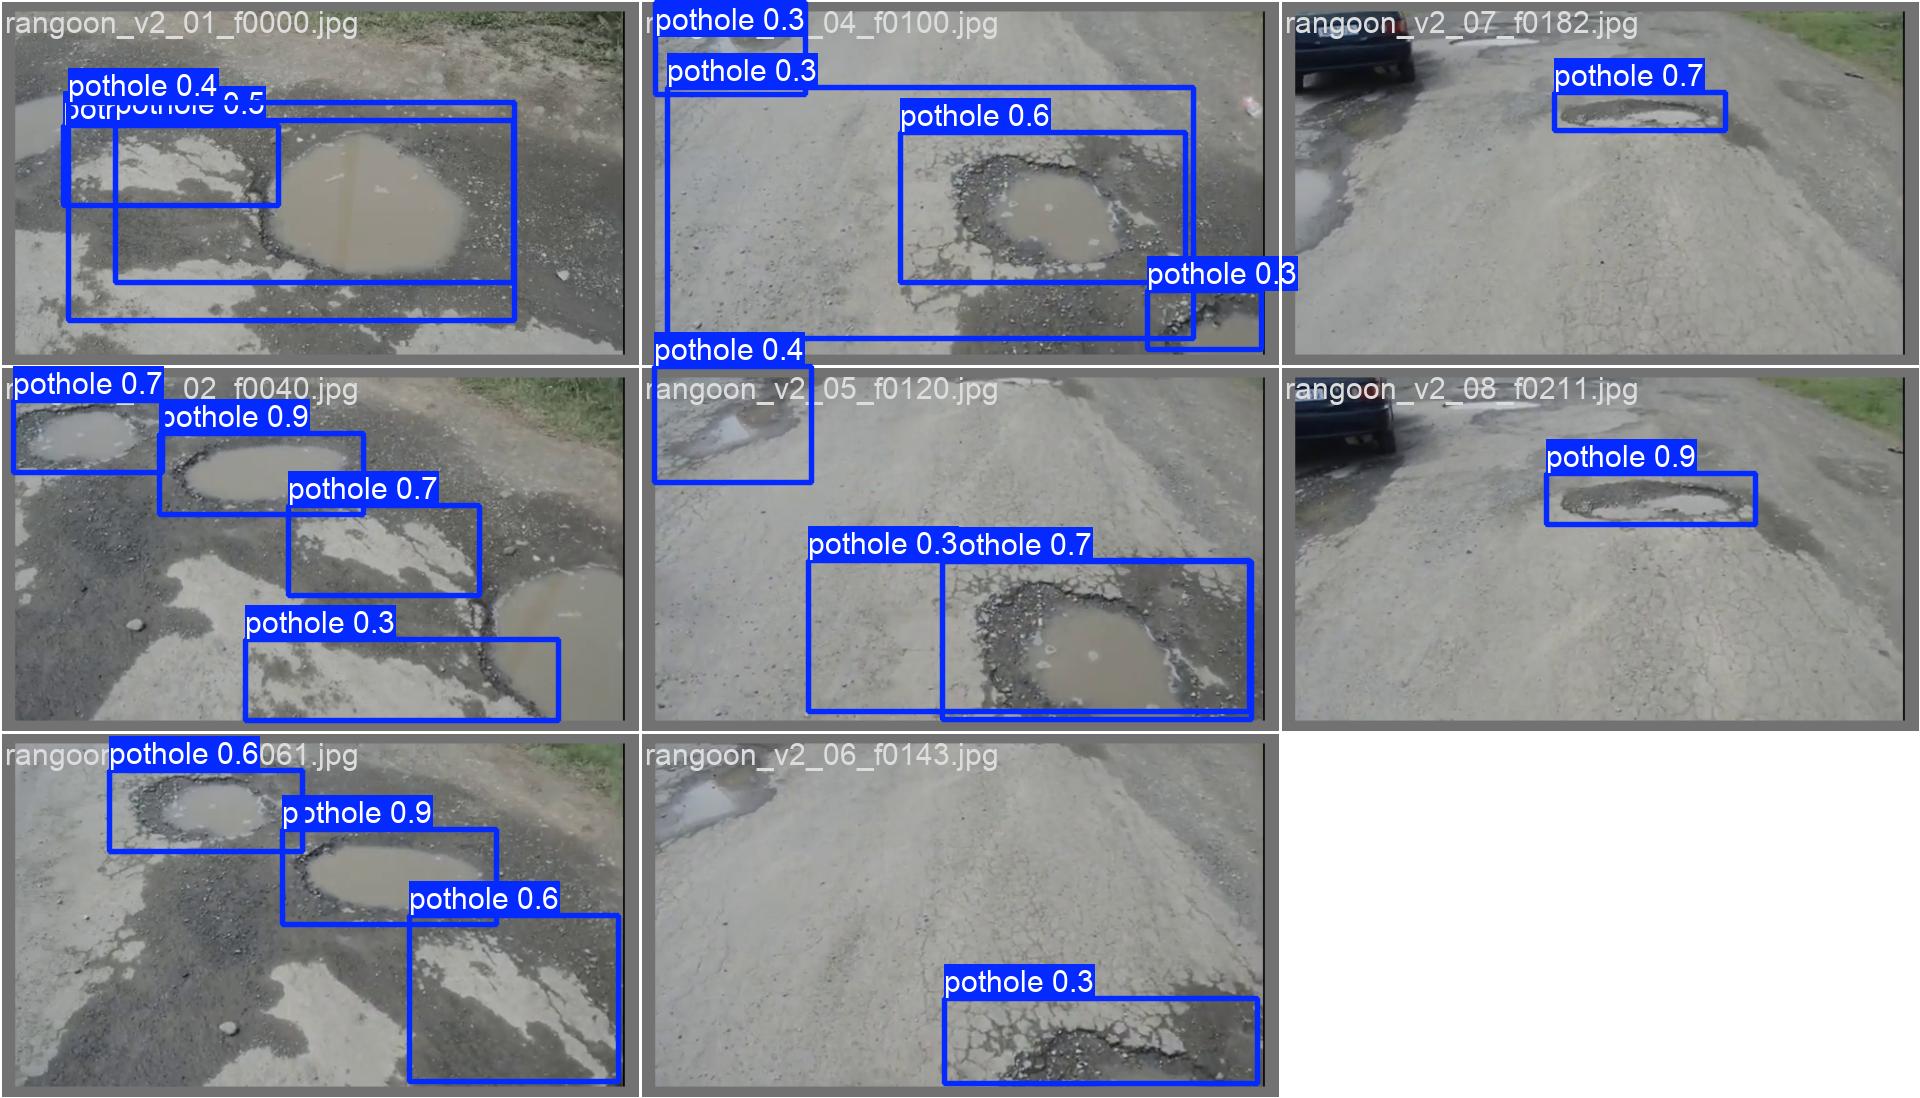 rangoon_v2_01_f0000.jpg
pothole 0.4
pothole 0.5
pothole 0.3
04_f0100.jpg
pothole 0.3
pothole 0.6
pothole 0.3
rangoon_v2_07_f0182.jpg
pothole 0.7
pothole 0.7
02_f0040.jpg
pothole 0.9
pothole 0.7
pothole 0.3
pothole 0.4
rangoon_v2_05_f0120.jpg
pothole 0.3
othole 0.7
rangoon_v2_08_f0211.jpg
pothole 0.9
rangoon
pothole 0.6
061.jpg
pothole 0.9
pothole 0.6
rangoon_v2_06_f0143.jpg
pothole 0.3